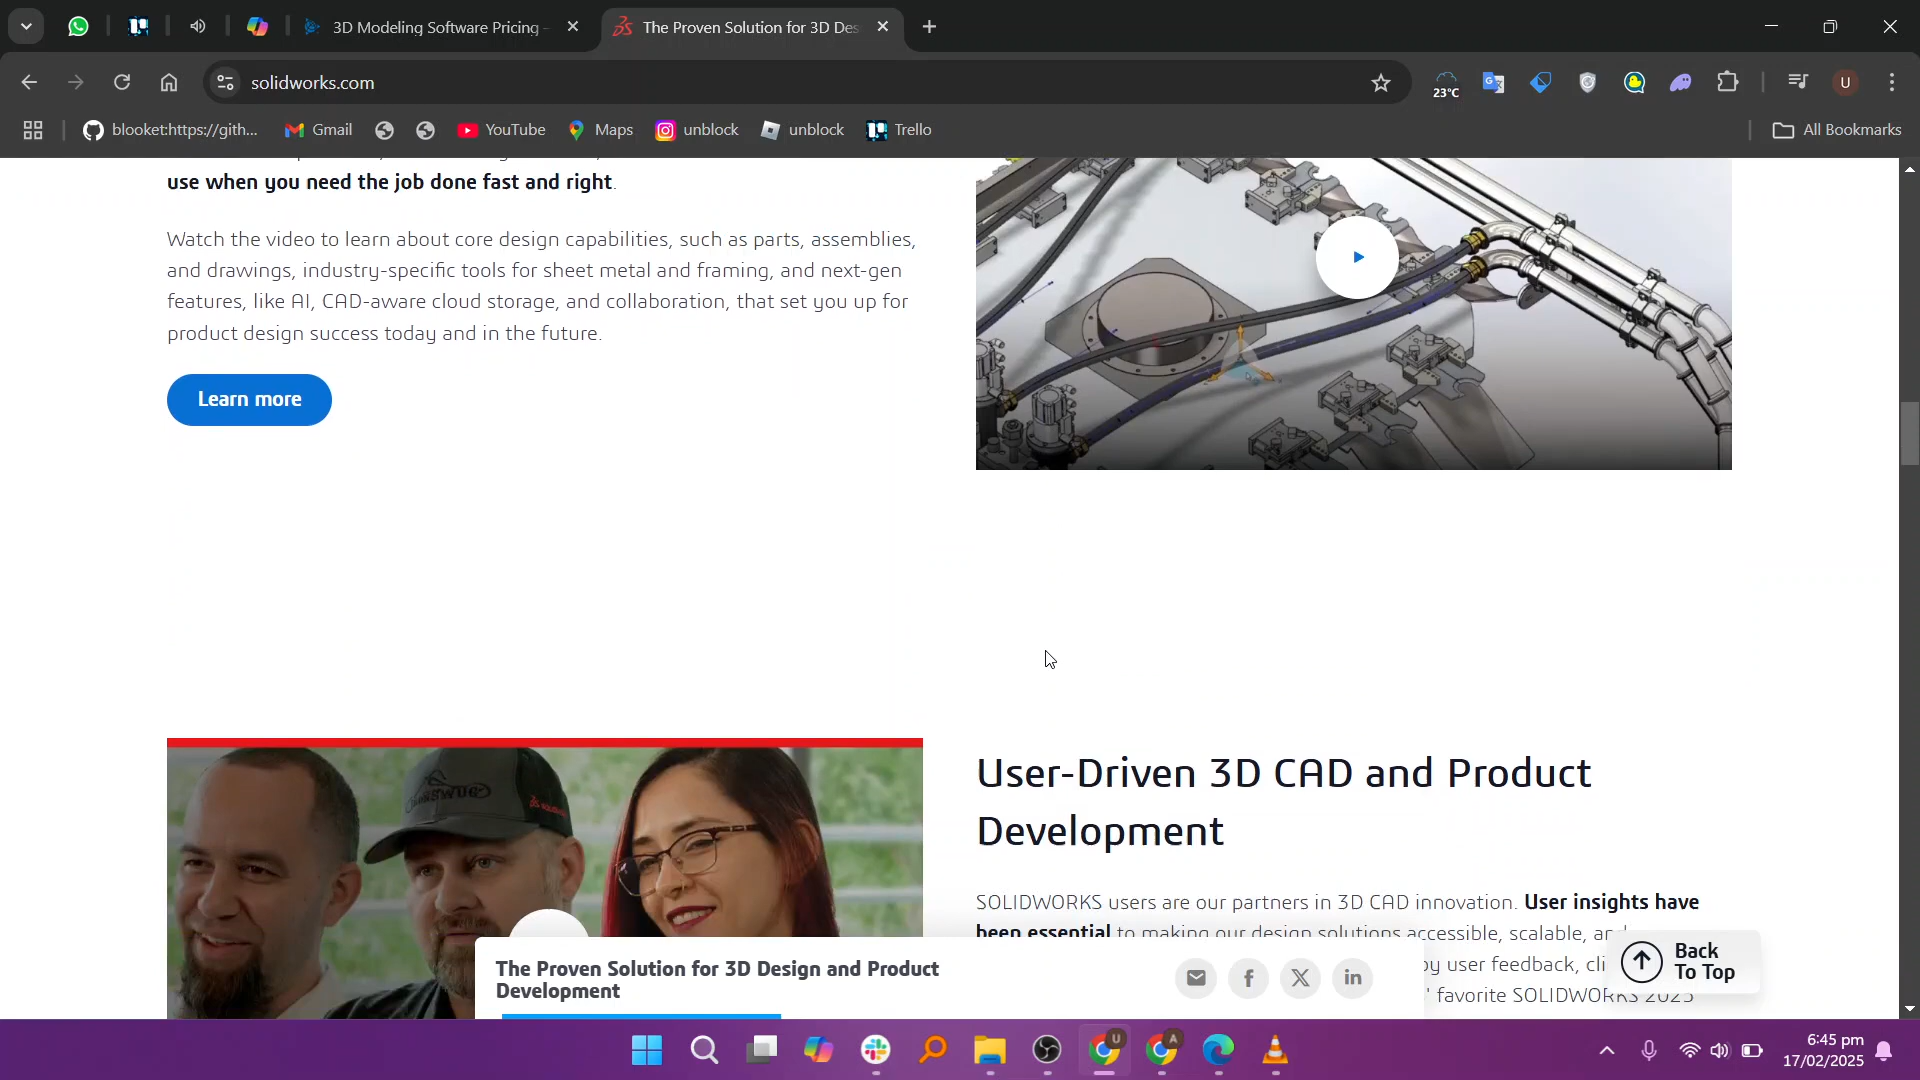 3D Modeling Software Pricing -
The Proven Solution for 3D Des
solidworks.com
23°C
U
blooket:https://gith...
Gmail
YouTube
Maps
unblock
unblock
Trello
All Bookmarks
use when you need the job done fast and right.
Watch the video to learn about core design capabilities, such as parts, assemblies,
and drawings, industry-specific tools for sheet metal and framing, and next-gen
features, like AI, CAD-aware cloud storage, and collaboration, that set you up for
product design success today and in the future.
Learn more
User-Driven 3D CAD and Product
Development
SOLIDWORKS users are our partners in 3D CAD innovation. User insights have
been essential to making our design solutions accessible, scalable, and
by user feedback, cli
' favorite SOLIDWORKS 2025
The Proven Solution for 3D Design and Product
Development
Back
To Top
U
A
6:45 pm
17/02/2025